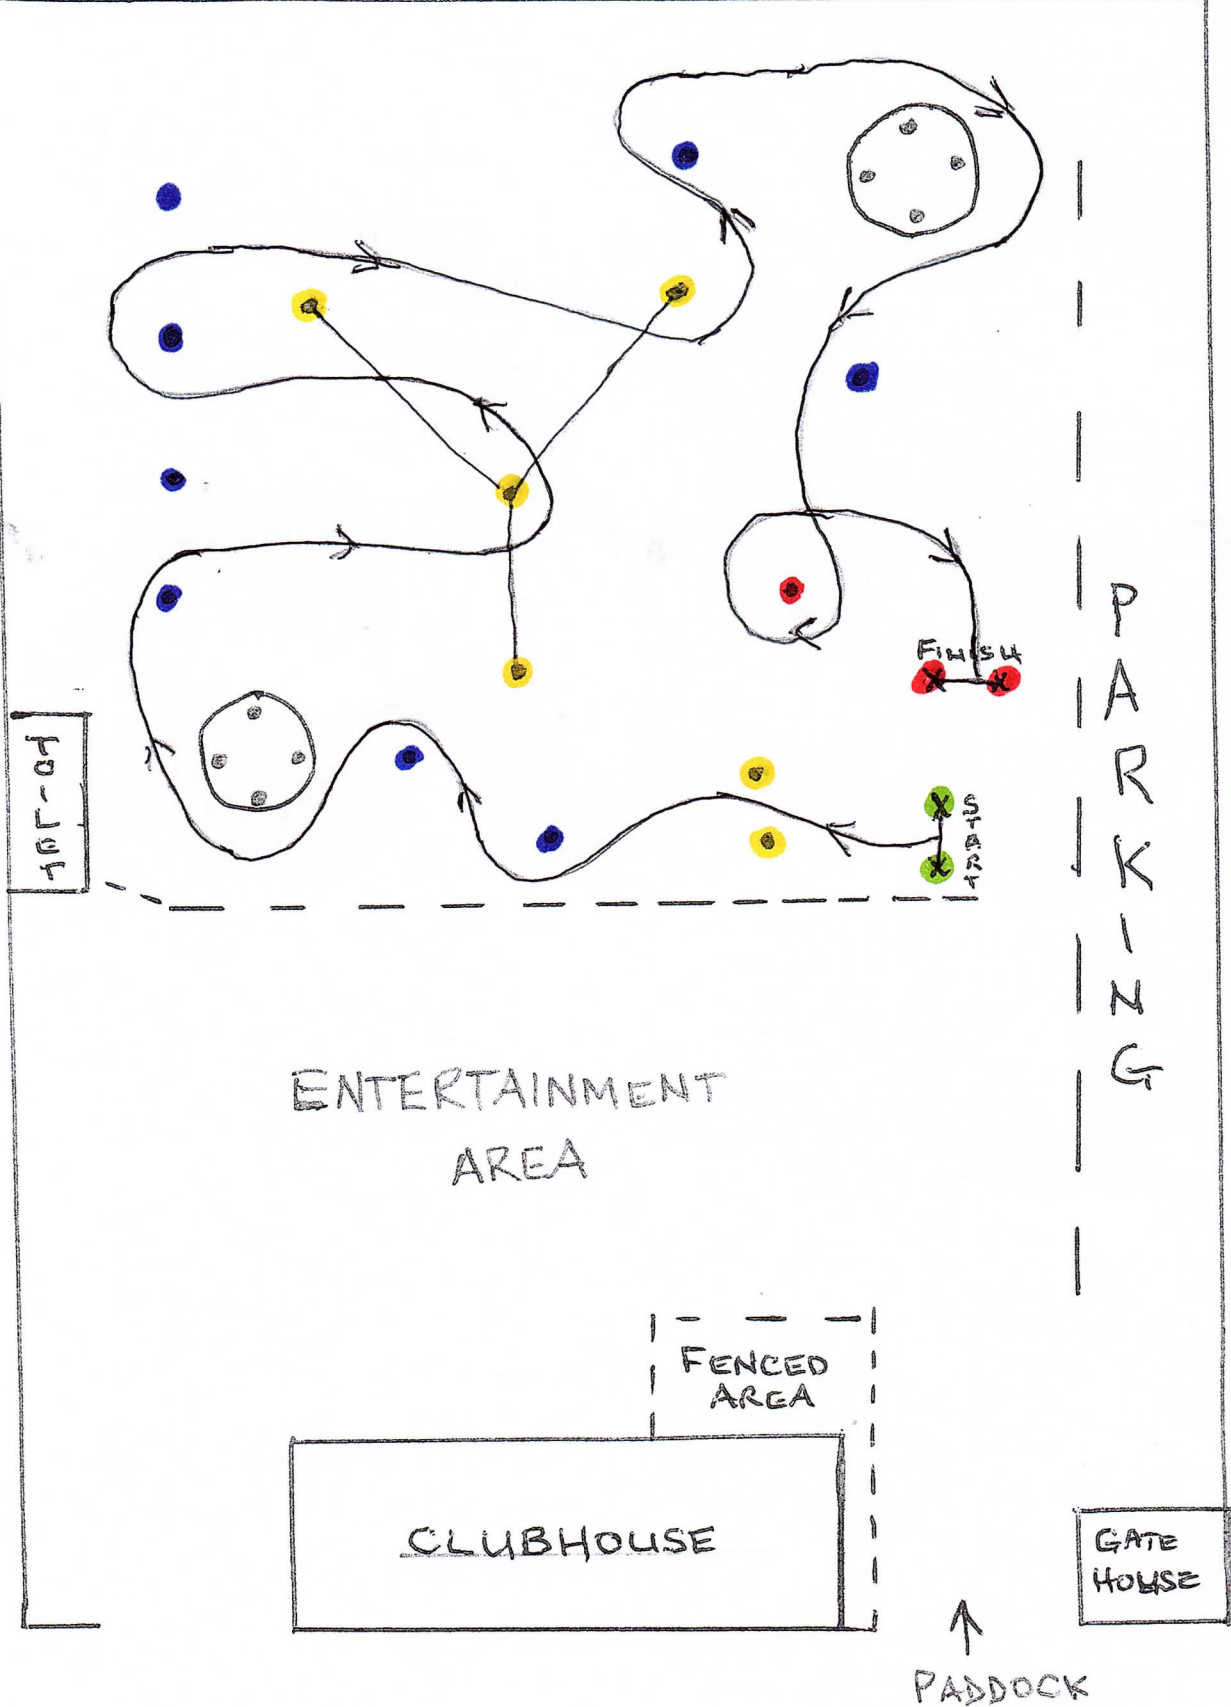 FINISH
START
TOILET
PARKING
ENTERTAINMENT
AREA
FENCED
AREA
CLUBHOUSE
GATE
HOUSE
PADDOCK